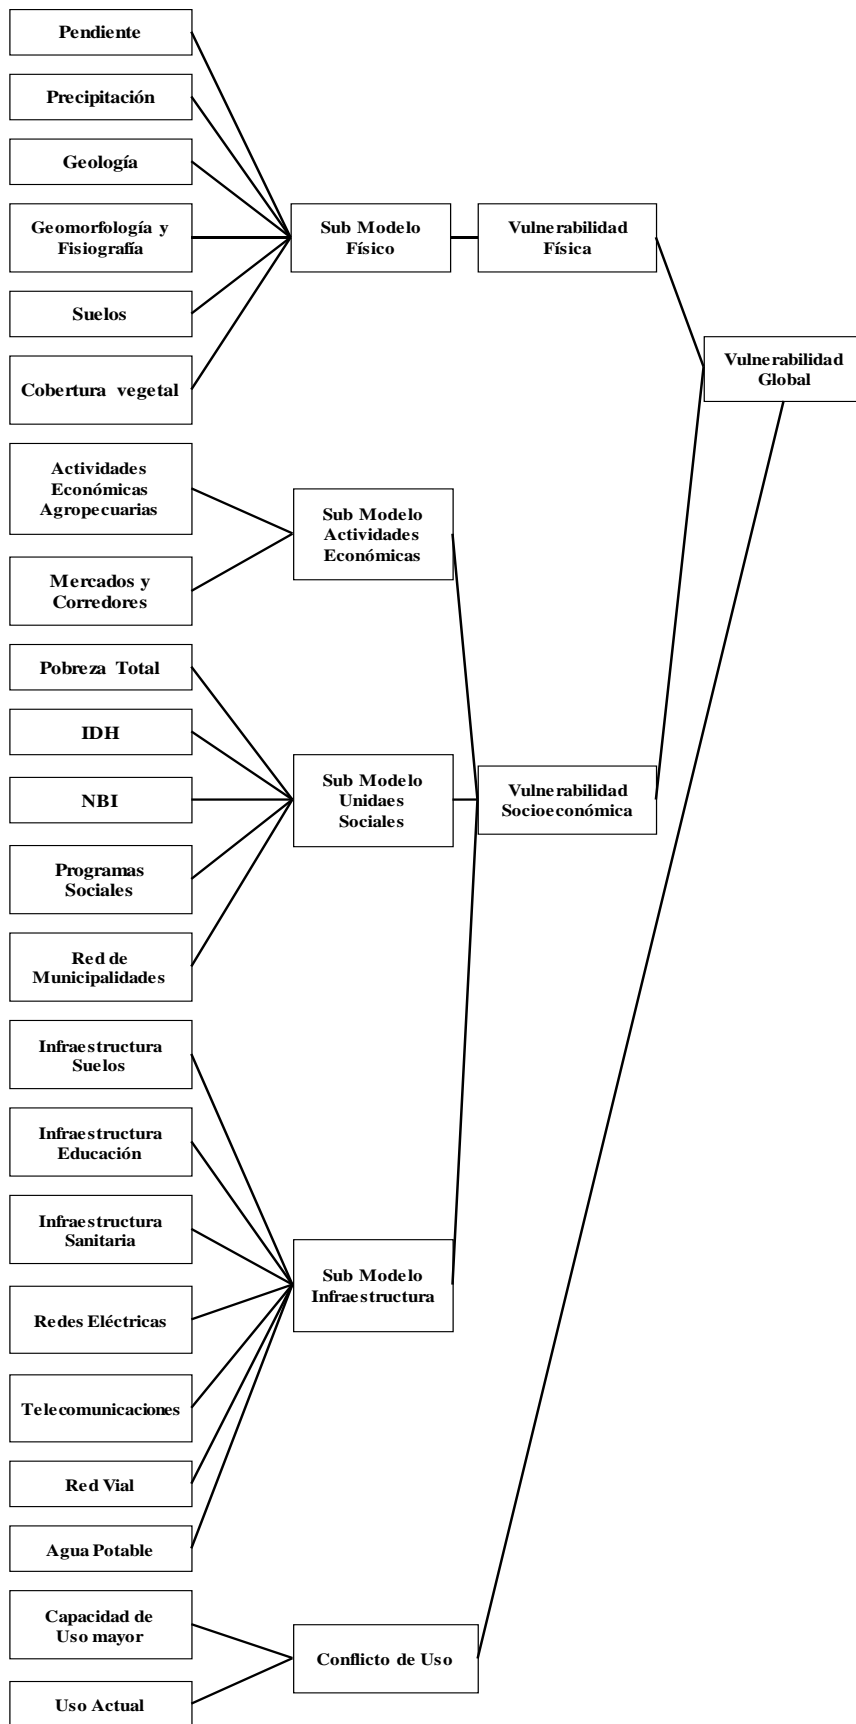 Pendiente
Precipitación
Geología
Geomorfología y
Fisiografía
Suelos
Cobertura vegetal
Sub Modelo
Físico
Vulnerabilidad
Física
Vulnerabilidad
Global
Actividades
Económicas
Agropecuarias
Mercados y
Corredores
Sub Modelo
Actividades
Económicas
Pobreza Total
IDH
NBI
Programas
Sociales
Red de
Municipalidades
Sub Modelo
Unidaes
Sociales
Vulnerabilidad
Socioeconómica
Infraestructura
Suelos
Infraestructura
Educación
Infraestructura
Sanitaria
Redes Eléctricas
Telecomunicaciones
Red Vial
Agua Potable
Sub Modelo
Infraestructura
Capacidad de
Uso mayor
Uso Actual
Conflicto de Uso